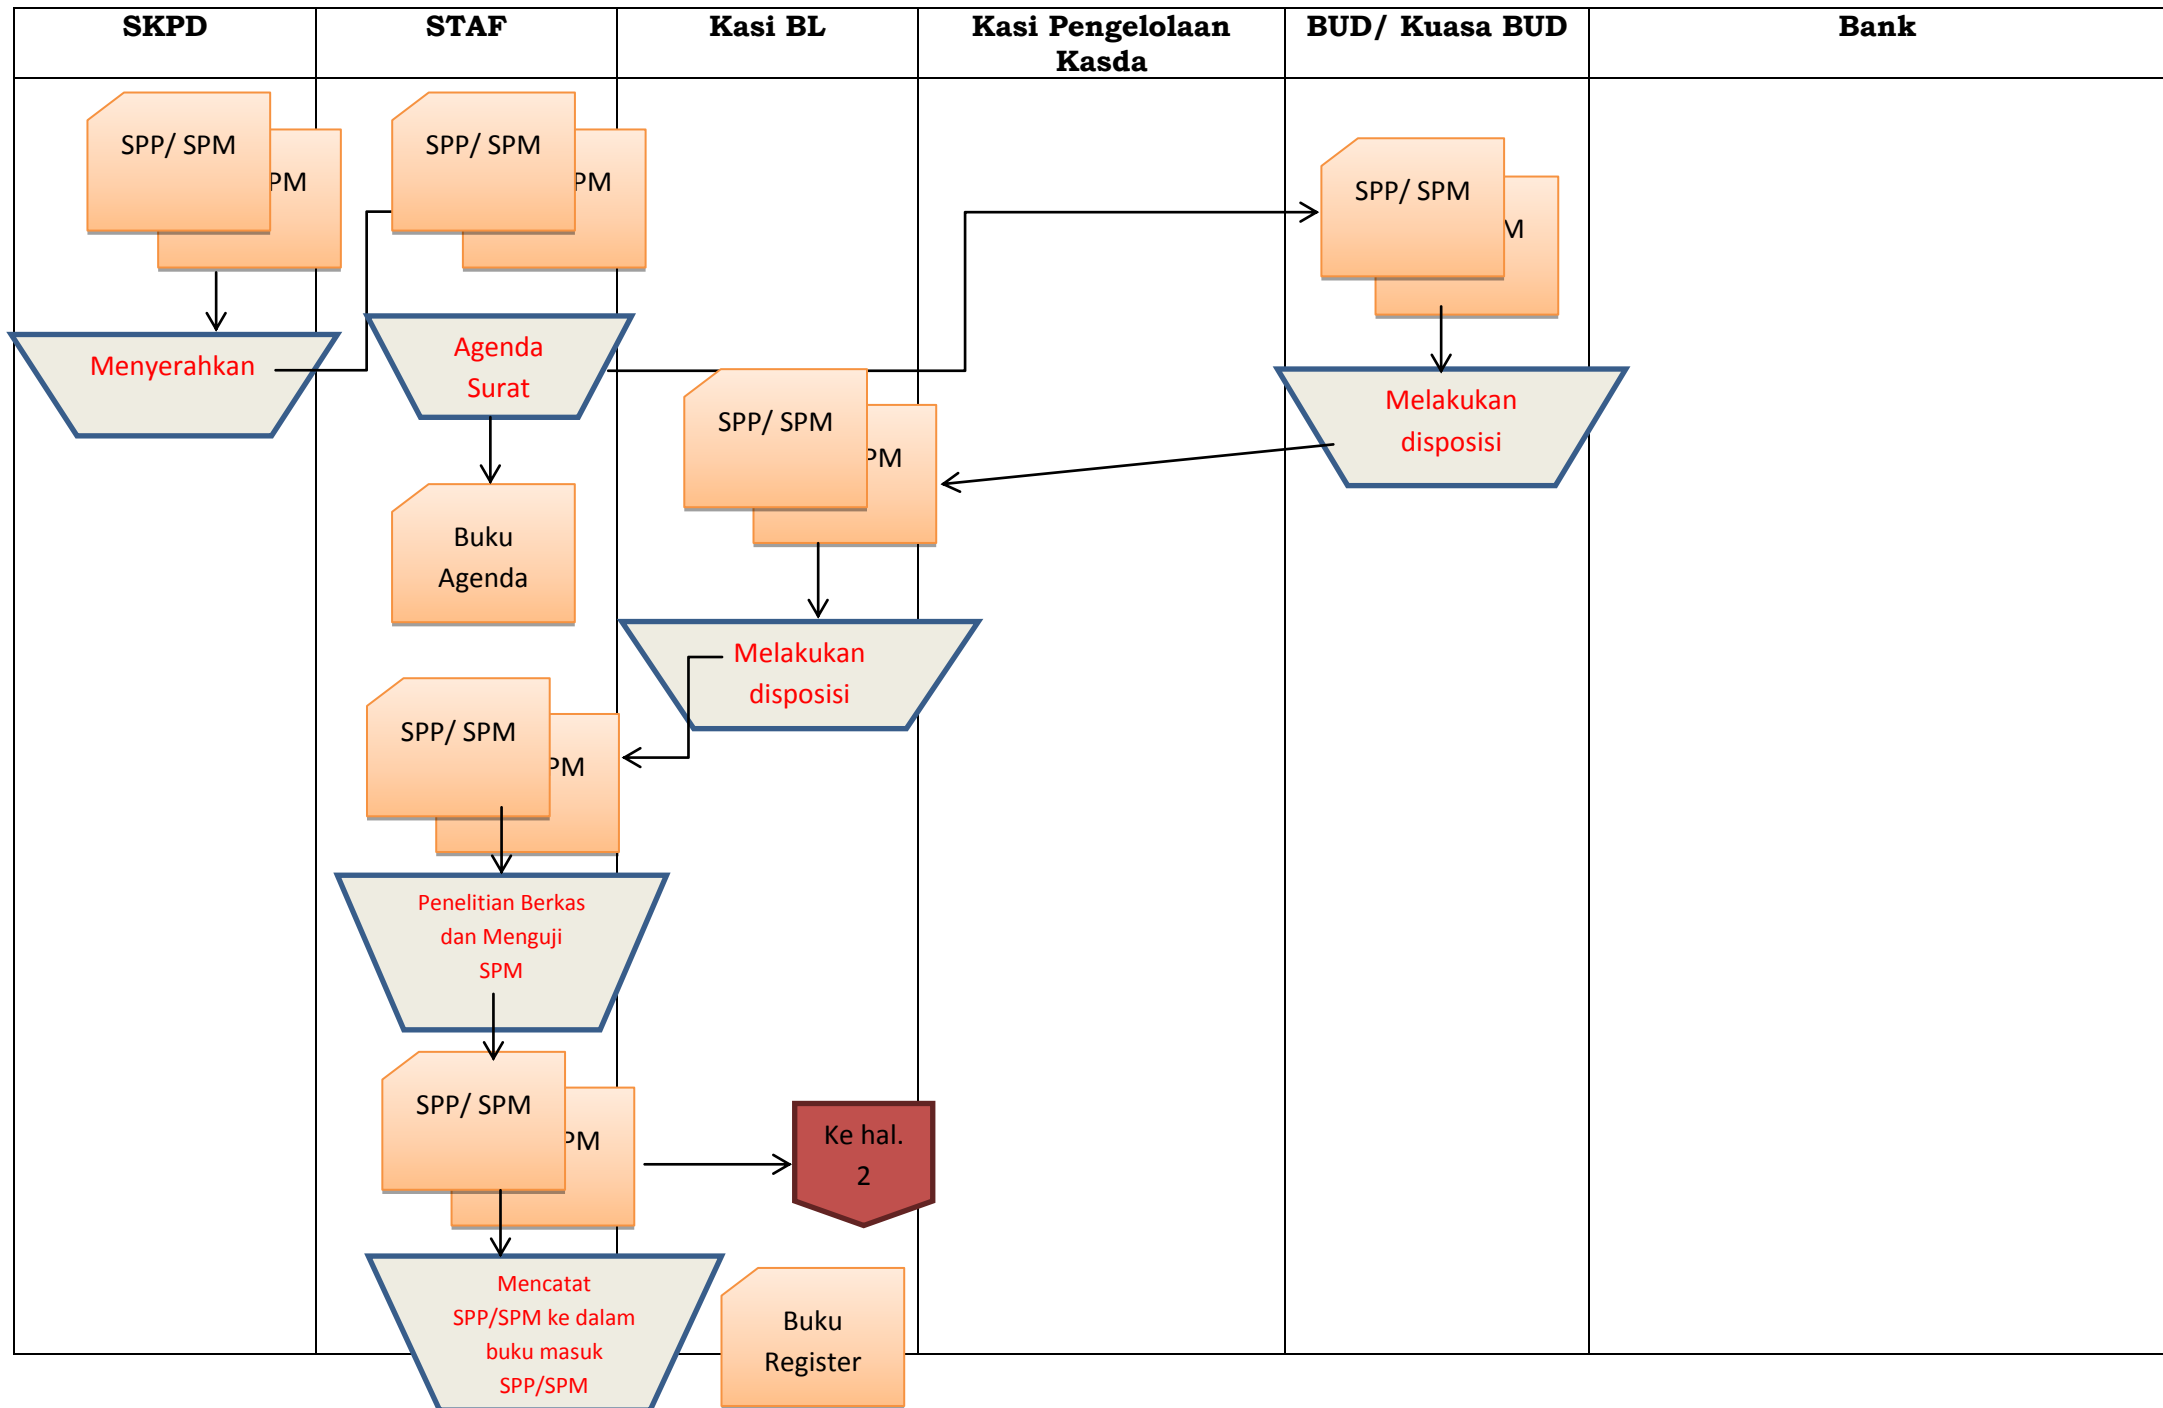 SKPD
STAF
Kasi BL
Kasi Pengelolaan
Kasda
BUD/ Kuasa BUD
Bank
SPP/ SPM
PM
SPP/ SPM
PM
SPP/ SPM
M
Menyerahkan
Agenda
Surat
Melakukan
disposisi
SPP/ SPM
PM
Buku
Agenda
Melakukan
disposisi
SPP/ SPM
PM
Penelitian Berkas
dan Menguji
SPM
SPP/ SPM
PM
Ke hal.
2
Mencatat
SPP/SPM ke dalam
buku masuk
SPP/SPM
Buku
Register